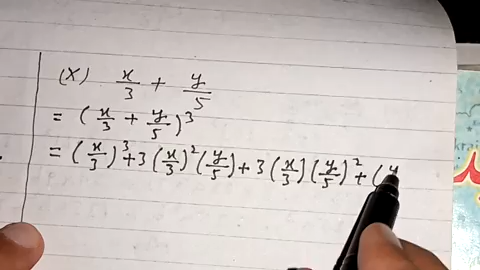 (X) x/3 + y/5
= (x/3 + y/5)^3
= (x/3)^3 + 3(x/3)^2(y/5) + 3(x/3)(y/5)^2 + (y